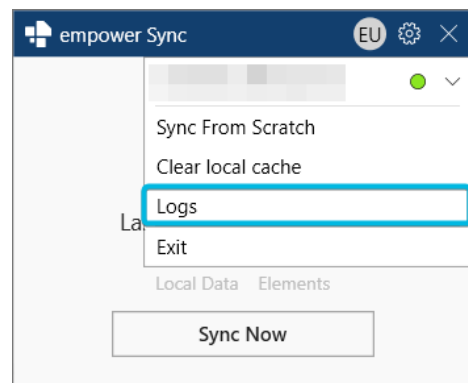 empower Sync EU
Sync From Scratch
Clear local cache
Logs
La
Exit
Local Data Elements
Sync Now